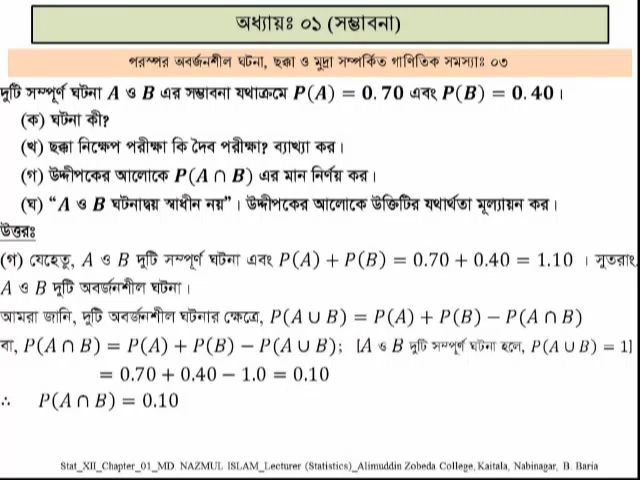 অধ্যায়ঃ ০১ (সম্ভাবনা)
পরস্পর অবর্জনশীল ঘটনা, ছক্কা ও মুদ্রা সম্পর্কিত গাণিতিক সমস্যাঃ ০৩
দুটি সম্পূর্ণ ঘটনা A ও B এর সম্ভাবনা যথাক্রমে P(A) = 0.70 এবং P(B) = 0.40।
(ক) ঘটনা কী?
(খ) ছক্কা নিক্ষেপ পরীক্ষা কি দৈব পরীক্ষা? ব্যাখ্যা কর।
(গ) উদ্দীপকের আলোকে P(A ∩ B) এর মান নির্ণয় কর।
(ঘ) “A ও B ঘটনাদ্বয় স্বাধীন নয়”। উদ্দীপকের আলোকে উক্তিটির যথার্থতা মূল্যায়ন কর।
উত্তরঃ
(গ) যেহেতু, A ও B দুটি সম্পূর্ণ ঘটনা এবং P(A) + P(B) = 0.70 + 0.40 = 1.10 । সুতরাং
A ও B দুটি অবর্জনশীল ঘটনা।
আমরা জানি, দুটি অবর্জনশীল ঘটনার ক্ষেত্রে, P(A ∪ B) = P(A) + P(B) − P(A ∩ B)
বা, P(A ∩ B) = P(A) + P(B) − P(A ∪ B); [A ও B দুটি সম্পূর্ণ ঘটনা হলে, P(A ∪ B) = 1]
= 0.70 + 0.40 − 1.0 = 0.10
∴ P(A ∩ B) = 0.10
Stat_XII_Chapter_01_MD. NAZMUL ISLAM_Lecturer (Statistics)_Alimuddin Zobeda College, Kaitala, Nabinagar, B. Baria